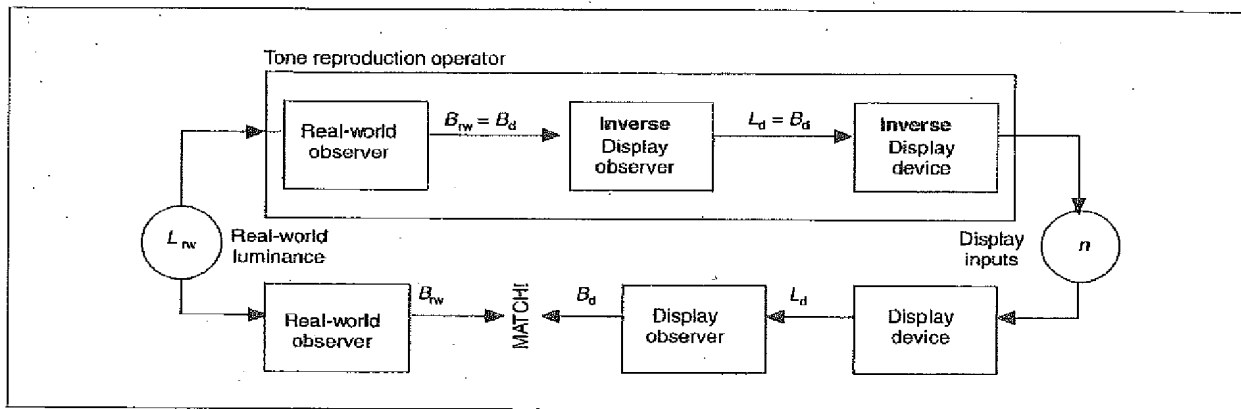 Tone reproduction operator
Real-world
observer
B_rw = B_d
Inverse
Display
observer
L_d = B_d
Inverse
Display
device
L_rw
Real-world
luminance
Display
inputs
n
Real-world
observer
B_rw
MATCH!
B_d
Display
observer
L_d
Display
device